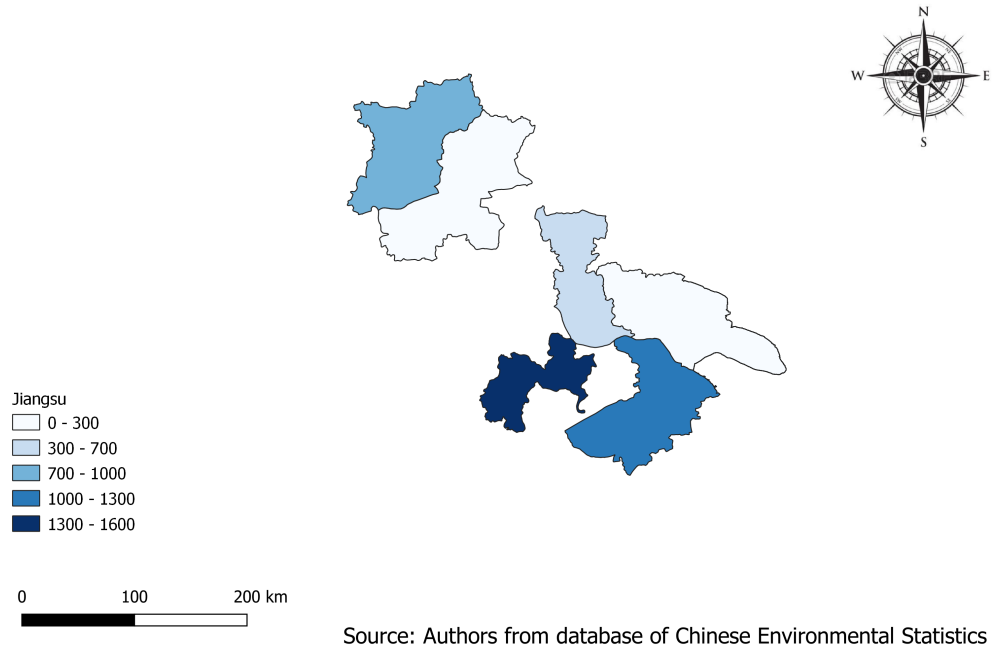 N
W
E
S
Jiangsu
0 - 300
300 - 700
700 - 1000
1000 - 1300
1300 - 1600
0 100 200 km
Source: Authors from database of Chinese Environmental Statistics